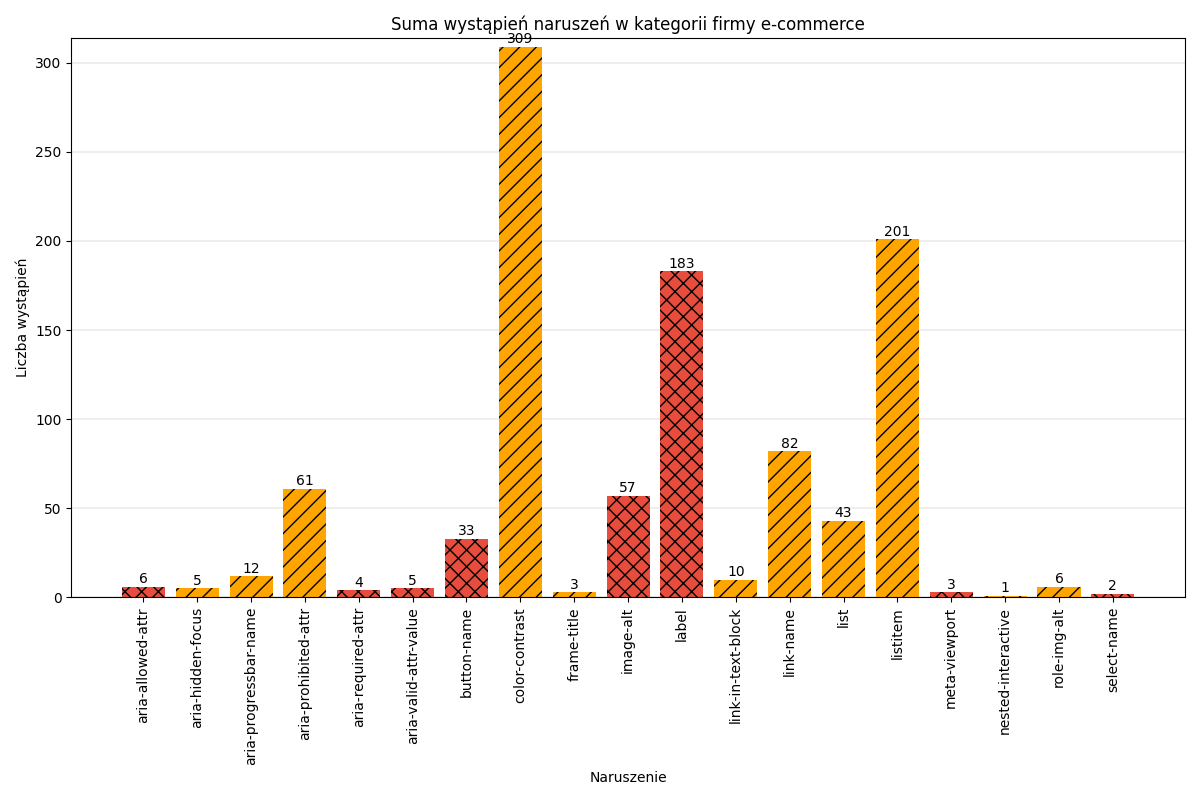 Suma wystąpień naruszeń w kategorii firmy e-commerce
Liczba wystąpień
300
250
200
150
100
50
0
6
5
12
61
4
5
33
309
3
57
183
10
82
43
201
3
1
6
2
aria-allowed-attr
aria-hidden-focus
aria-progressbar-name
aria-prohibited-attr
aria-required-attr
aria-valid-attr-value
button-name
color-contrast
frame-title
image-alt
label
link-in-text-block
link-name
list
listitem
meta-viewport
nested-interactive
role-img-alt
select-name
Naruszenie